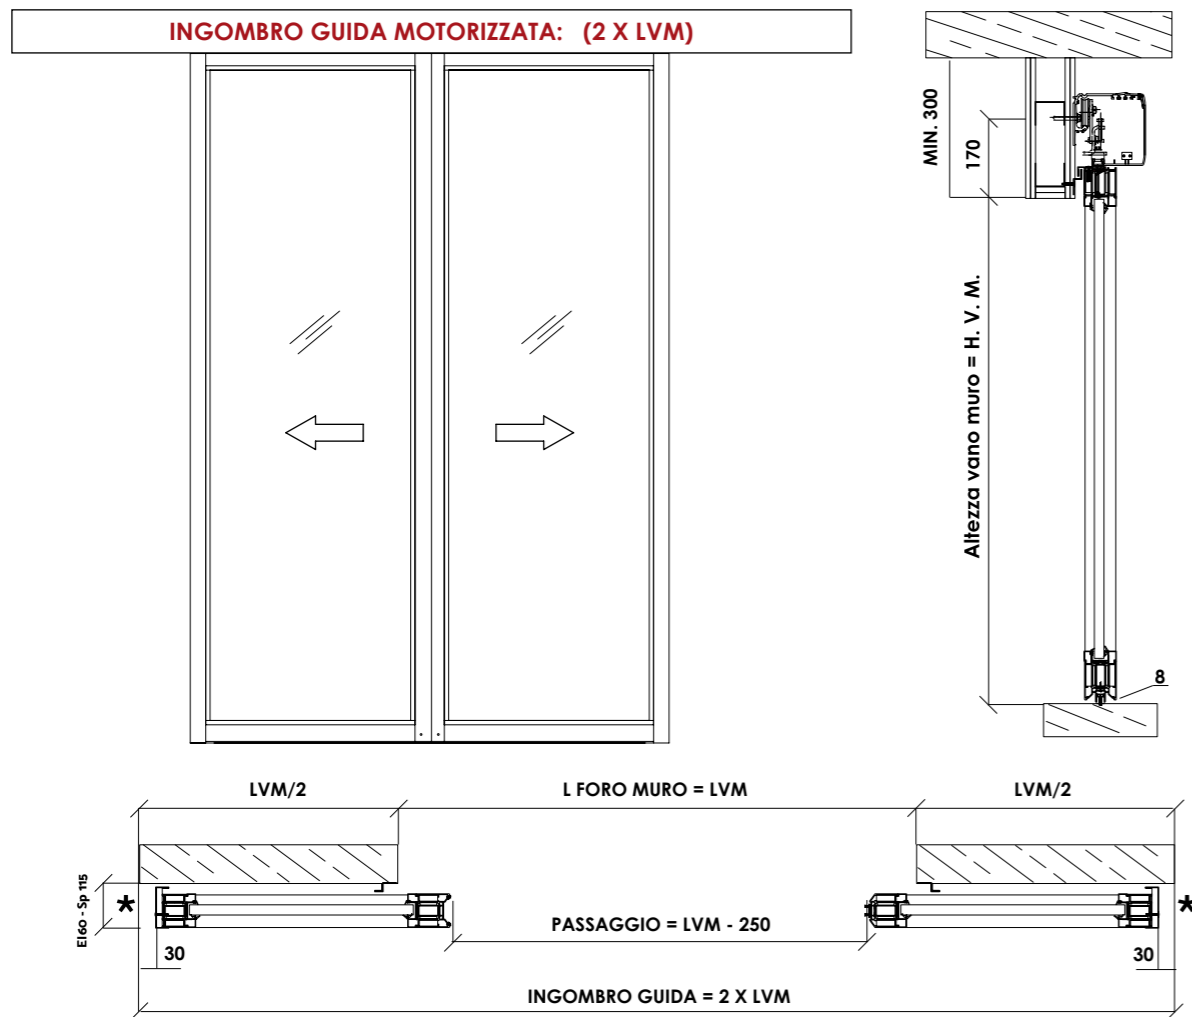 INGOMBRO GUIDA MOTORIZZATA: (2 X LVM)
MIN. 300
170
Altezza vano muro = H. V. M.
8
LVM/2
L FORO MURO = LVM
LVM/2
EI60 - Sp 115
*
*
PASSAGGIO = LVM - 250
30
30
INGOMBRO GUIDA = 2 X LVM